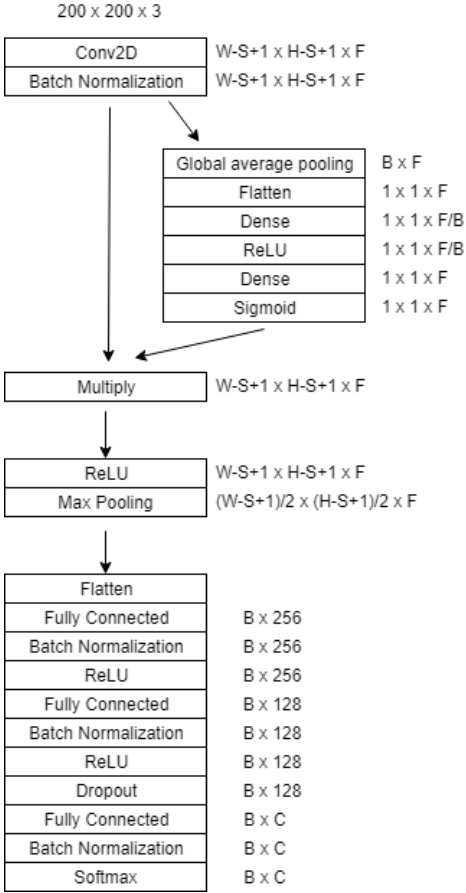 200 x 200 x 3
Conv2D W-S+1 x H-S+1 x F
Batch Normalization W-S+1 x H-S+1 x F
Global average pooling B x F
Flatten 1 x 1 x F
Dense 1 x 1 x F/B
ReLU 1 x 1 x F/B
Dense 1 x 1 x F
Sigmoid 1 x 1 x F
Multiply W-S+1 x H-S+1 x F
ReLU W-S+1 x H-S+1 x F
Max Pooling (W-S+1)/2 x (H-S+1)/2 x F
Flatten
Fully Connected B x 256
Batch Normalization B x 256
ReLU B x 256
Fully Connected B x 128
Batch Normalization B x 128
ReLU B x 128
Dropout B x 128
Fully Connected B x C
Batch Normalization B x C
Softmax B x C